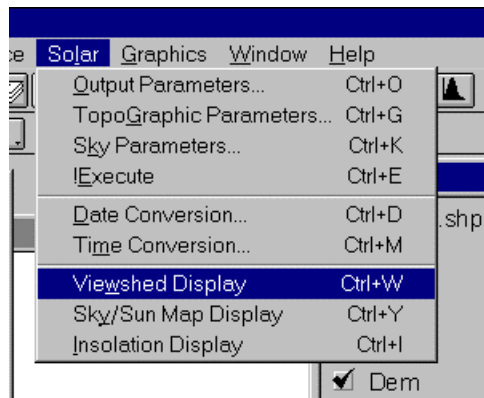 ce Solar Graphics Window Help
Output Parameters... Ctrl+O
TopoGraphic Parameters... Ctrl+G
Sky Parameters... Ctrl+K
!Execute Ctrl+E
Date Conversion... Ctrl+D
.shp
Time Conversion... Ctrl+M
Viewshed Display Ctrl+W
Sky/Sun Map Display Ctrl+Y
Insolation Display Ctrl+I
Dem